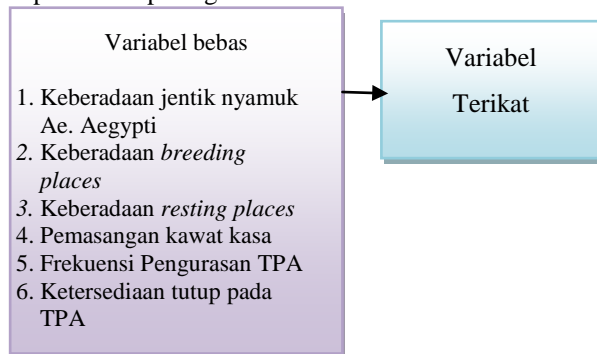 Variabel bebas
1. Keberadaan jentik nyamuk
Ae. Aegypti
2. Keberadaan breeding
places
3. Keberadaan resting places
4. Pemasangan kawat kasa
5. Frekuensi Pengurasan TPA
6. Ketersediaan tutup pada
TPA
Variabel
Terikat